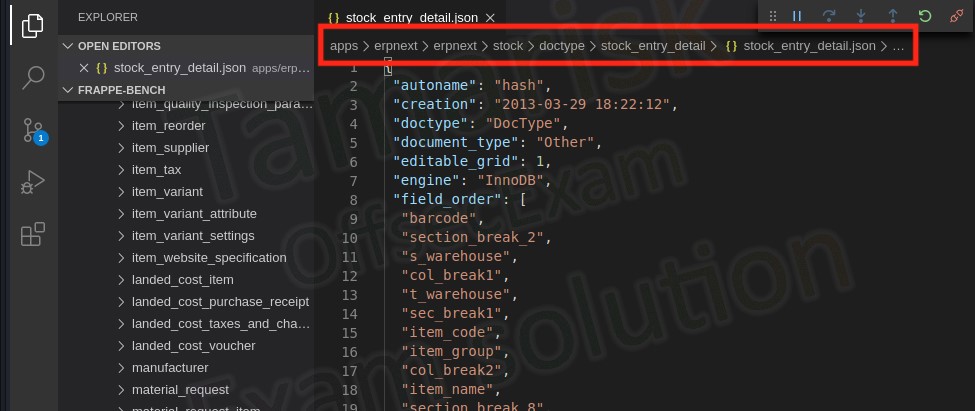 EXPLORER
OPEN EDITORS
stock_entry_detail.json apps/erp...
FRAPPE-BENCH
item_quality_inspection_para...
item_reorder
item_supplier
item_tax
item_variant
item_variant_attribute
item_variant_settings
item_website_specification
landed_cost_item
landed_cost_purchase_receipt
landed_cost_taxes_and_cha...
landed_cost_voucher
manufacturer
material_request
material_request_item
1
{} stock_entry_detail.json
apps > erpnext > erpnext > stock > doctype > stock_entry_detail > {} stock_entry_detail.json > ...
1 {
2 "autoname": "hash",
3 "creation": "2013-03-29 18:22:12",
4 "doctype": "DocType",
5 "document_type": "Other",
6 "editable_grid": 1,
7 "engine": "InnoDB",
8 "field_order": [
9 "barcode",
10 "section_break_2",
11 "s_warehouse",
12 "col_break1",
13 "t_warehouse",
14 "sec_break1",
15 "item_code",
16 "item_group",
17 "col_break2",
18 "item_name",
19 "section_break_8",
Tamarisk
OfficeExam
Exam solution